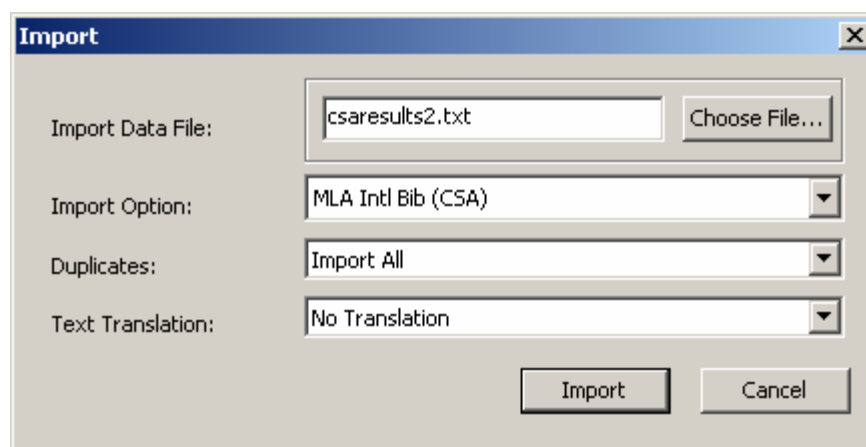 Import
Import Data File: csaresults2.txt Choose File...
Import Option: MLA Intl Bib (CSA)
Duplicates: Import All
Text Translation: No Translation
Import Cancel